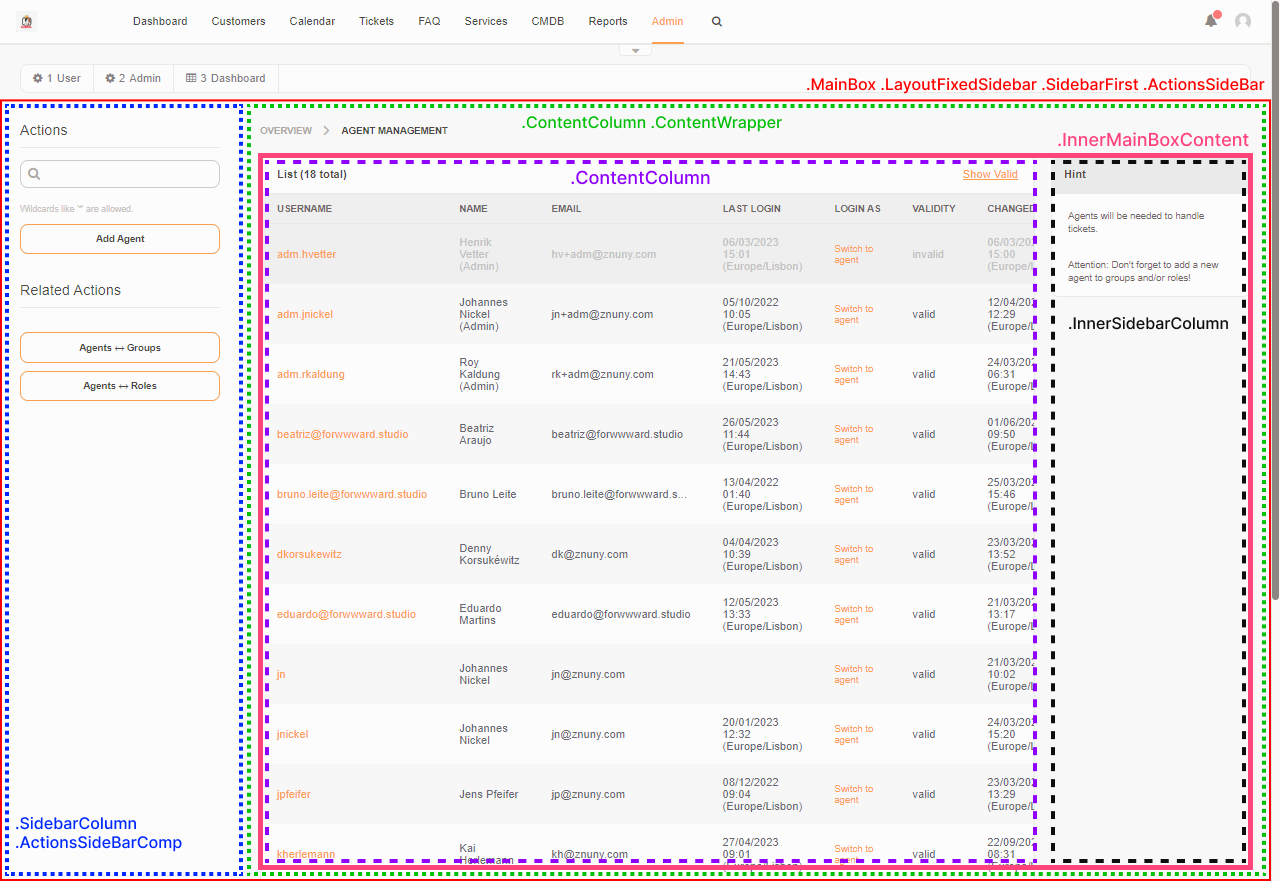 Dashboard Customers Calendar Tickets FAQ Services CMDB Reports Admin
1 User 2 Admin 3 Dashboard
.MainBox .LayoutFixedSidebar .SidebarFirst .ActionsSideBar
Actions
Wildcards like '*' are allowed.
Add Agent
Related Actions
Agents ↔ Groups
Agents ↔ Roles
.SidebarColumn
.ActionsSideBarComp
.ContentColumn .ContentWrapper
OVERVIEW AGENT MANAGEMENT
.InnerMainBoxContent
List (18 total) .ContentColumn Show Valid
USERNAME NAME EMAIL LAST LOGIN LOGIN AS VALIDITY CHANGED
adm.hvetter Henrik Vetter (Admin) hv+adm@znuny.com 06/03/2023 15:01 (Europe/Lisbon) Switch to agent invalid 06/03/202 15:00 (Europe/L
adm.jnickel Johannes Nickel (Admin) jn+adm@znuny.com 05/10/2022 10:05 (Europe/Lisbon) Switch to agent valid 12/04/202 12:29 (Europe/L
adm.rkaldung Roy Kaldung (Admin) rk+adm@znuny.com 21/05/2023 14:43 (Europe/Lisbon) Switch to agent valid 24/03/202 06:31 (Europe/L
beatriz@forwwward.studio Beatriz Araujo beatriz@forwwward.studio 26/05/2023 11:44 (Europe/Lisbon) Switch to agent valid 01/06/202 09:50 (Europe/L
bruno.leite@forwwward.studio Bruno Leite bruno.leite@forwwward.s... 13/04/2022 01:40 (Europe/Lisbon) Switch to agent valid 25/03/202 15:46 (Europe/L
dkorsukewitz Denny Korsukéwitz dk@znuny.com 04/04/2023 10:39 (Europe/Lisbon) Switch to agent valid 23/03/202 13:52 (Europe/L
eduardo@forwwward.studio Eduardo Martins eduardo@forwwward.studio 12/05/2023 13:33 (Europe/Lisbon) Switch to agent valid 21/03/202 13:17 (Europe/L
jn Johannes Nickel jn@znuny.com Switch to agent valid 21/03/202 10:02 (Europe/L
jnickel Johannes Nickel jn@znuny.com 20/01/2023 12:32 (Europe/Lisbon) Switch to agent valid 24/03/202 15:20 (Europe/L
jpfeifer Jens Pfeifer jp@znuny.com 08/12/2022 09:04 (Europe/Lisbon) Switch to agent valid 23/03/202 13:29 (Europe/L
kherlemann Kai Herlemann kh@znuny.com 27/04/2023 09:01 Switch to agent valid 22/09/202 08:31
Hint
Agents will be needed to handle
tickets.
Attention: Don't forget to add a new
agent to groups and/or roles!
.InnerSidebarColumn